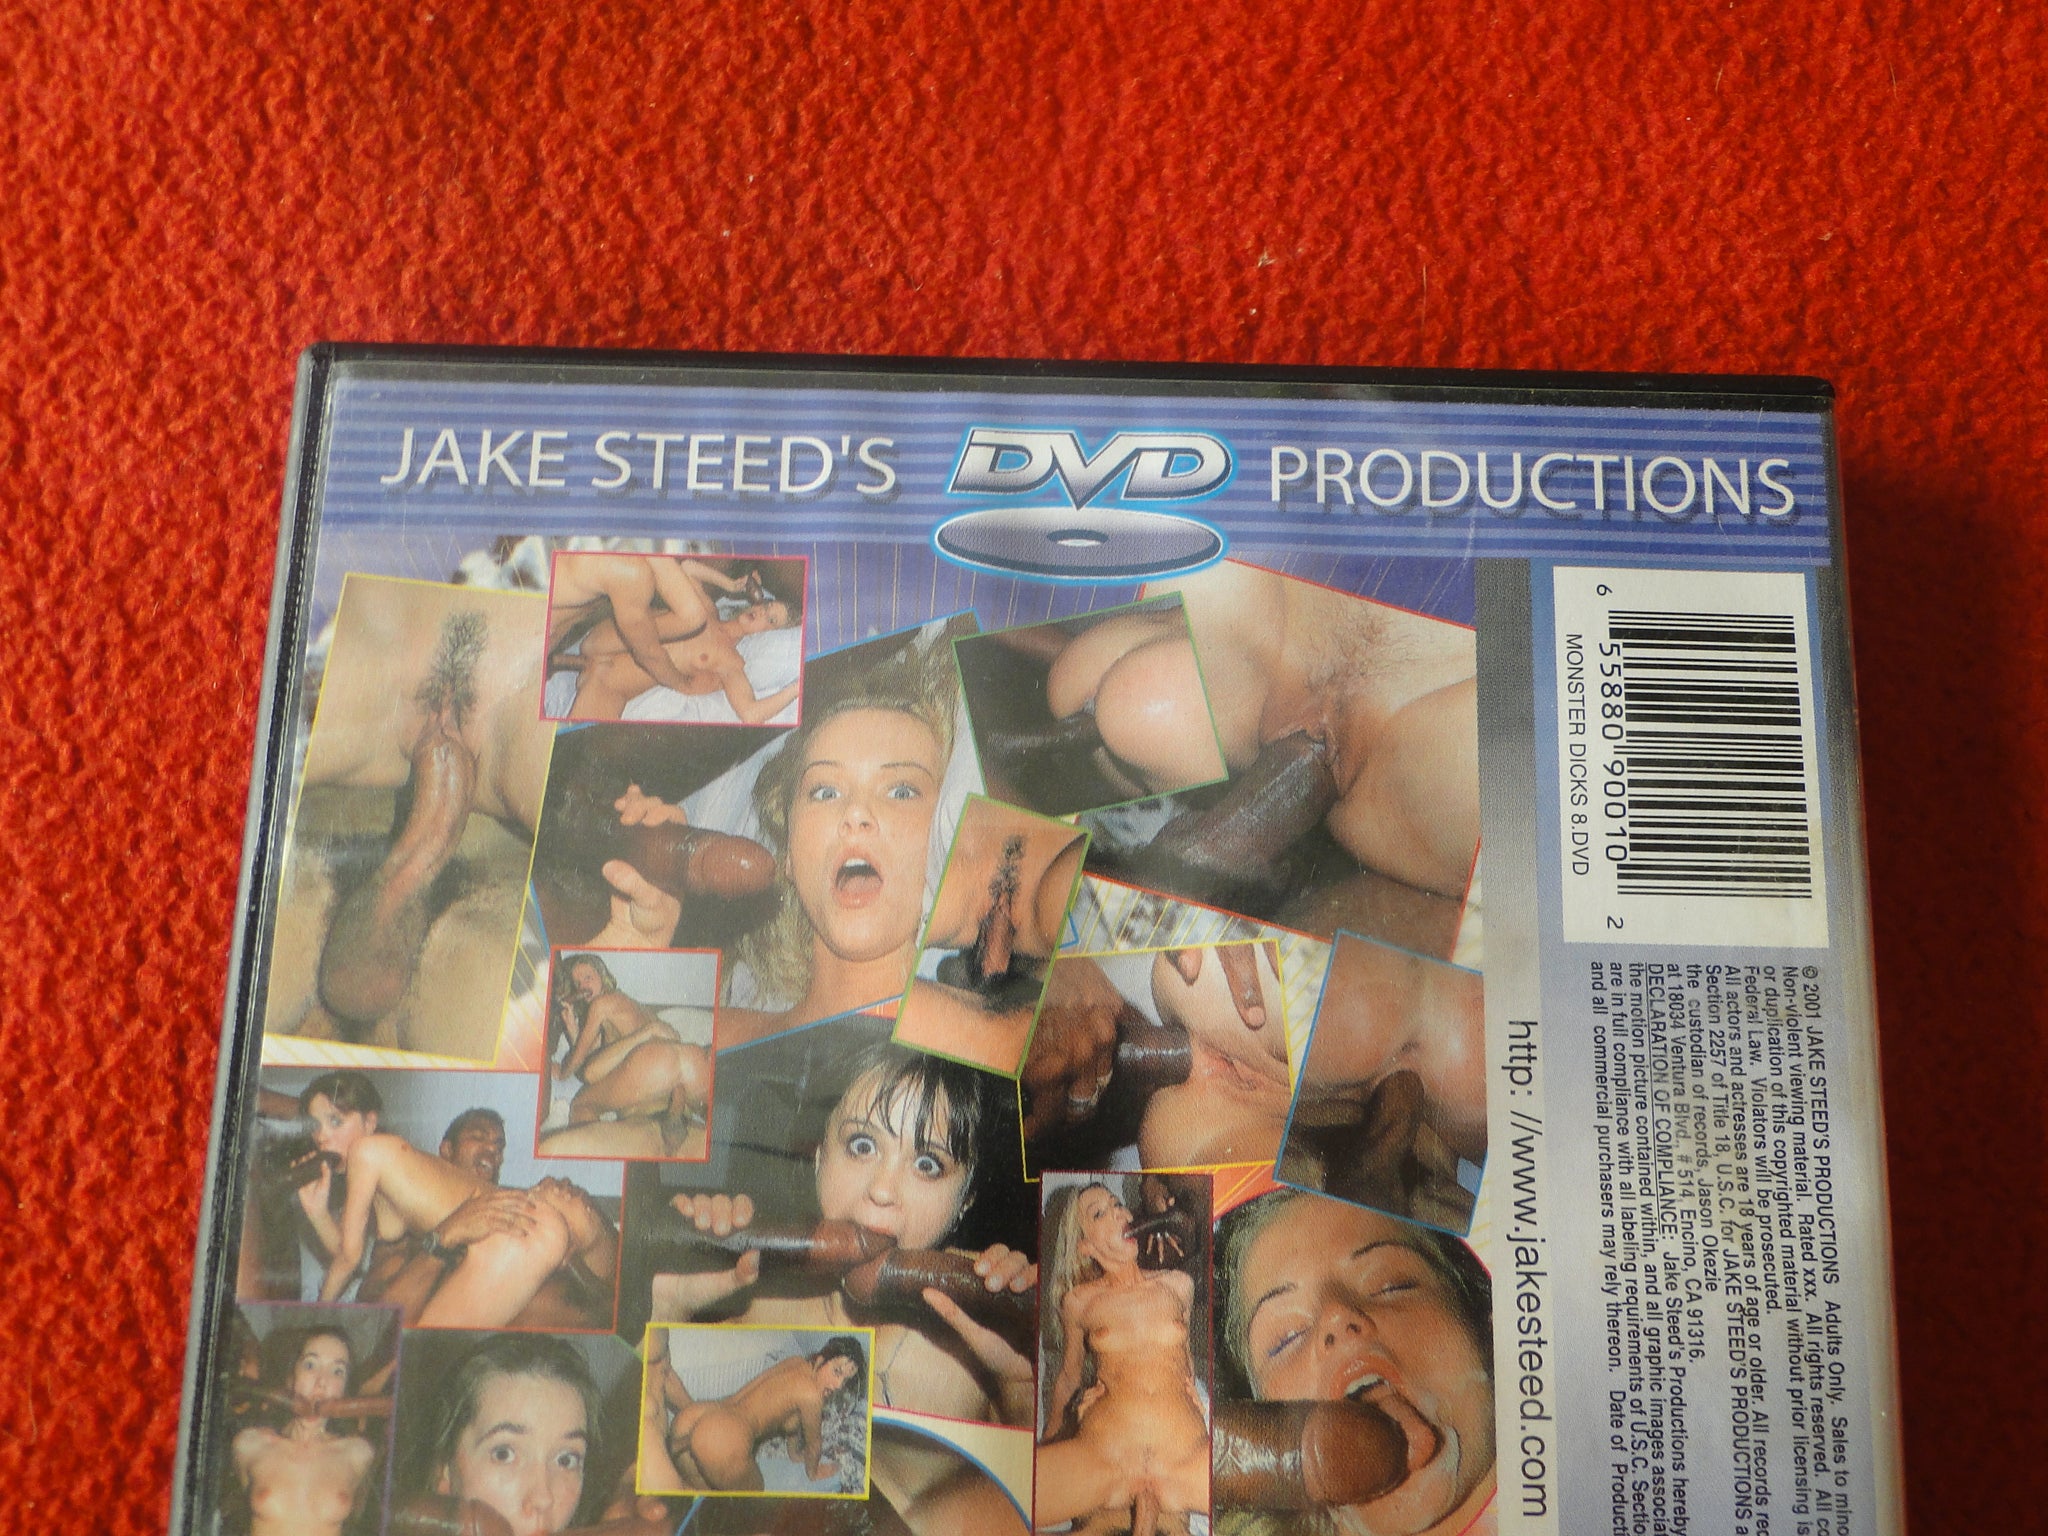 JAKE STEED'S DVD PRODUCTIONS
6 55880 90010 2
MONSTER DICKS 8.DVD
© 2001 JAKE STEED'S PRODUCTIONS Adults Only. Sales to
Non-violent viewing material. Rated xxx. All rights reserved. All
or duplication of this copyrighted material without prior licensing is
Federal Law. Violators will be prosecuted.
All actors and actresses are 18 years of age or older. All records
Section 2257 of Title 18, U.S.C. for JAKE STEED'S PRODUCTIONS
the custodian of records, Jason Okezie
at 18034 Ventura Blvd., # 514, Encino, CA 91316.
DECLARATION OF COMPLIANCE: Jake Steed's Productions hereby
the motion picture contained within, and all graphic images
are in full compliance with all labeling requirements of U.S.C.
and all commercial purchasers may rely thereon. Date of
http: //www.jakesteed.com